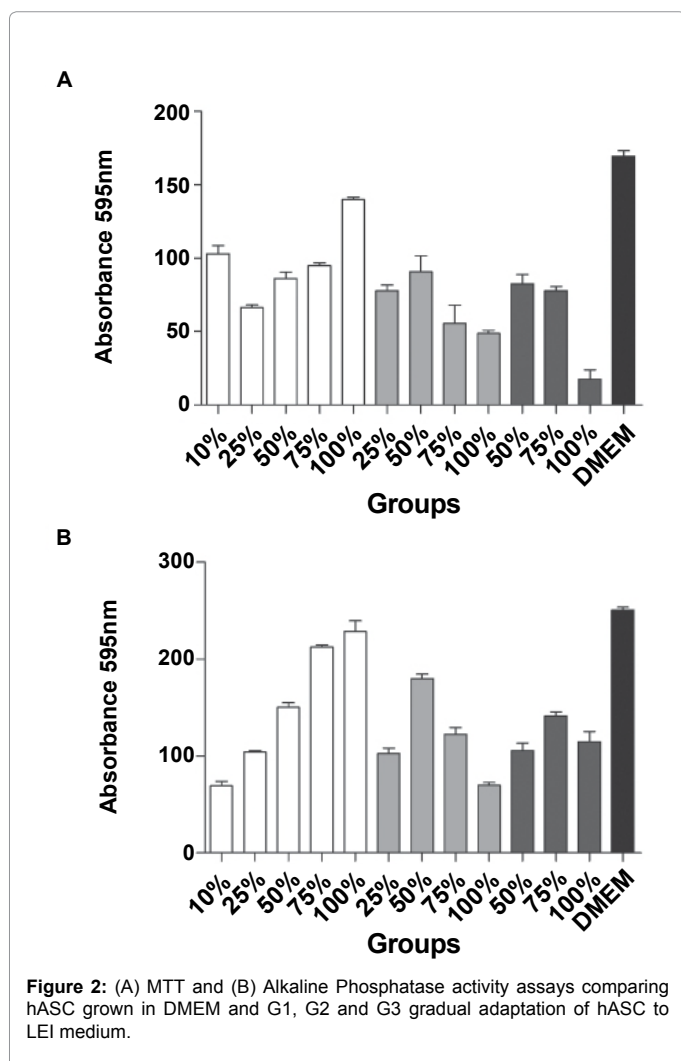 A
200
150
100
50
0
Absorbance 595nm
10% 25% 50% 75% 100% 25% 50% 75% 100% 50% 75% 100% DMEM
Groups
B
300
200
100
0
Absorbance 595nm
10% 25% 50% 75% 100% 25% 50% 75% 100% 50% 75% 100% DMEM
Groups
Figure 2: (A) MTT and (B) Alkaline Phosphatase activity assays comparing
hASC grown in DMEM and G1, G2 and G3 gradual adaptation of hASC to
LEI medium.